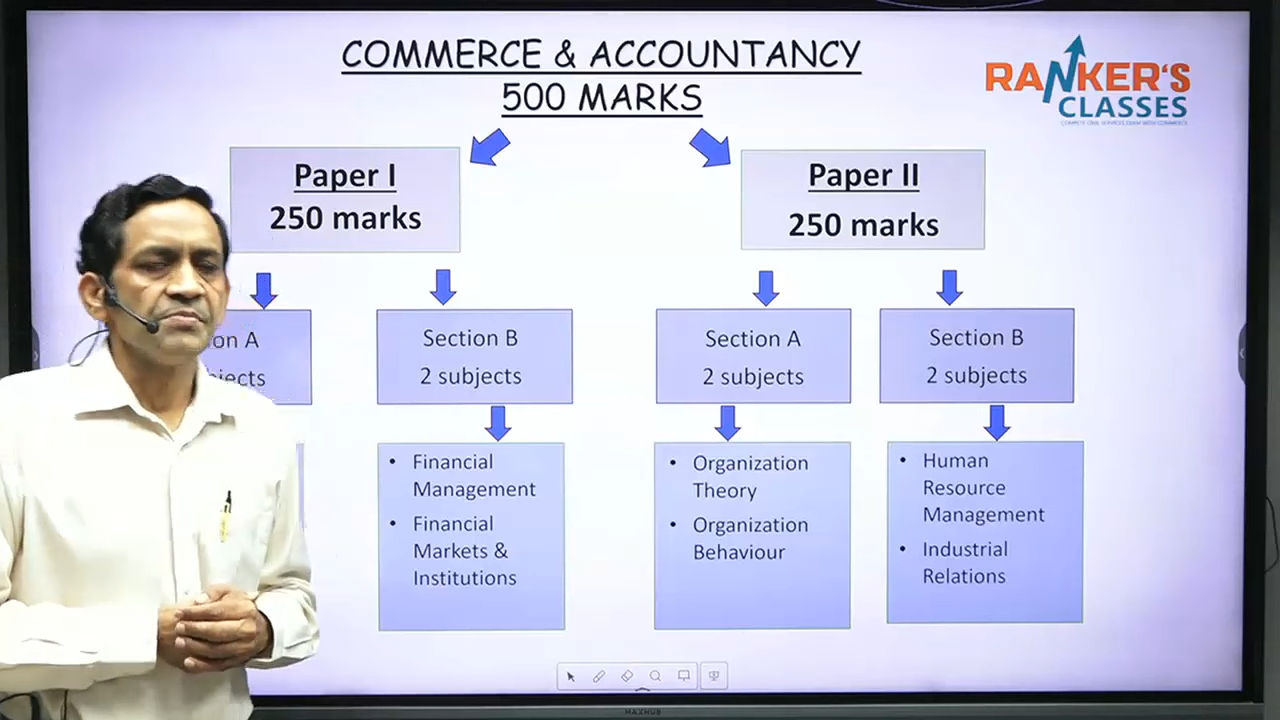 COMMERCE & ACCOUNTANCY
500 MARKS
RANKER'S
CLASSES
Paper I
250 marks
Paper II
250 marks
Section B
2 subjects
Section A
2 subjects
Section B
2 subjects
• Financial
Management
• Financial
Markets &
Institutions
• Organization
Theory
• Organization
Behaviour
• Human
Resource
Management
• Industrial
Relations
MAXHUB